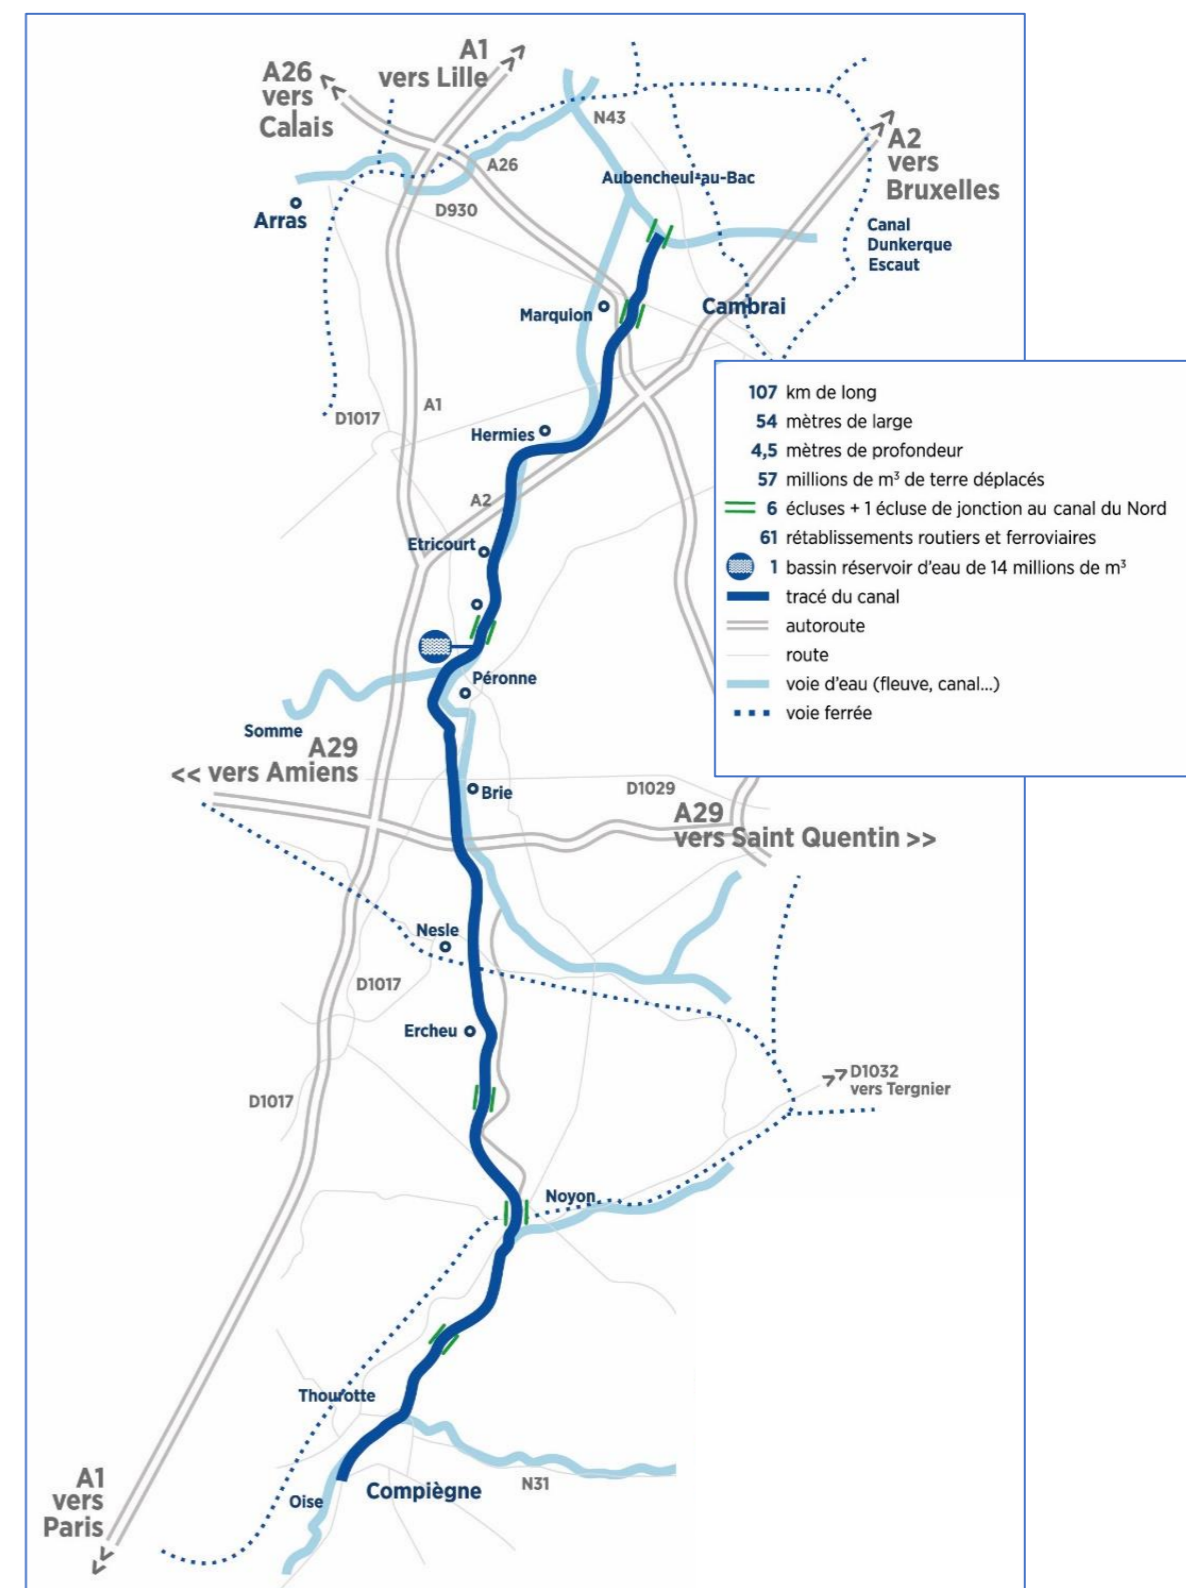 A1
vers Lille
A26
vers
Calais
N43
A2
vers
Bruxelles
A26
Aubencheul-au-Bac
D930
Arras
Canal
Dunkerque
Escaut
Marquion
Cambrai
A1
D1017
Hermies
107 km de long
54 mètres de large
4,5 mètres de profondeur
57 millions de m³ de terre déplacés
6 écluses + 1 écluse de jonction au canal du Nord
61 rétablissements routiers et ferroviaires
1 bassin réservoir d'eau de 14 millions de m³
tracé du canal
autoroute
route
voie d'eau (fleuve, canal...)
voie ferrée
A2
Etricourt
Péronne
Somme
A29
<< vers Amiens
Brie
D1029
A29
vers Saint Quentin >>
Nesle
D1017
Ercheu
D1032
vers Tergnier
D1017
Noyon
Thourotte
A1
vers
Paris
Oise
Compiègne
N31